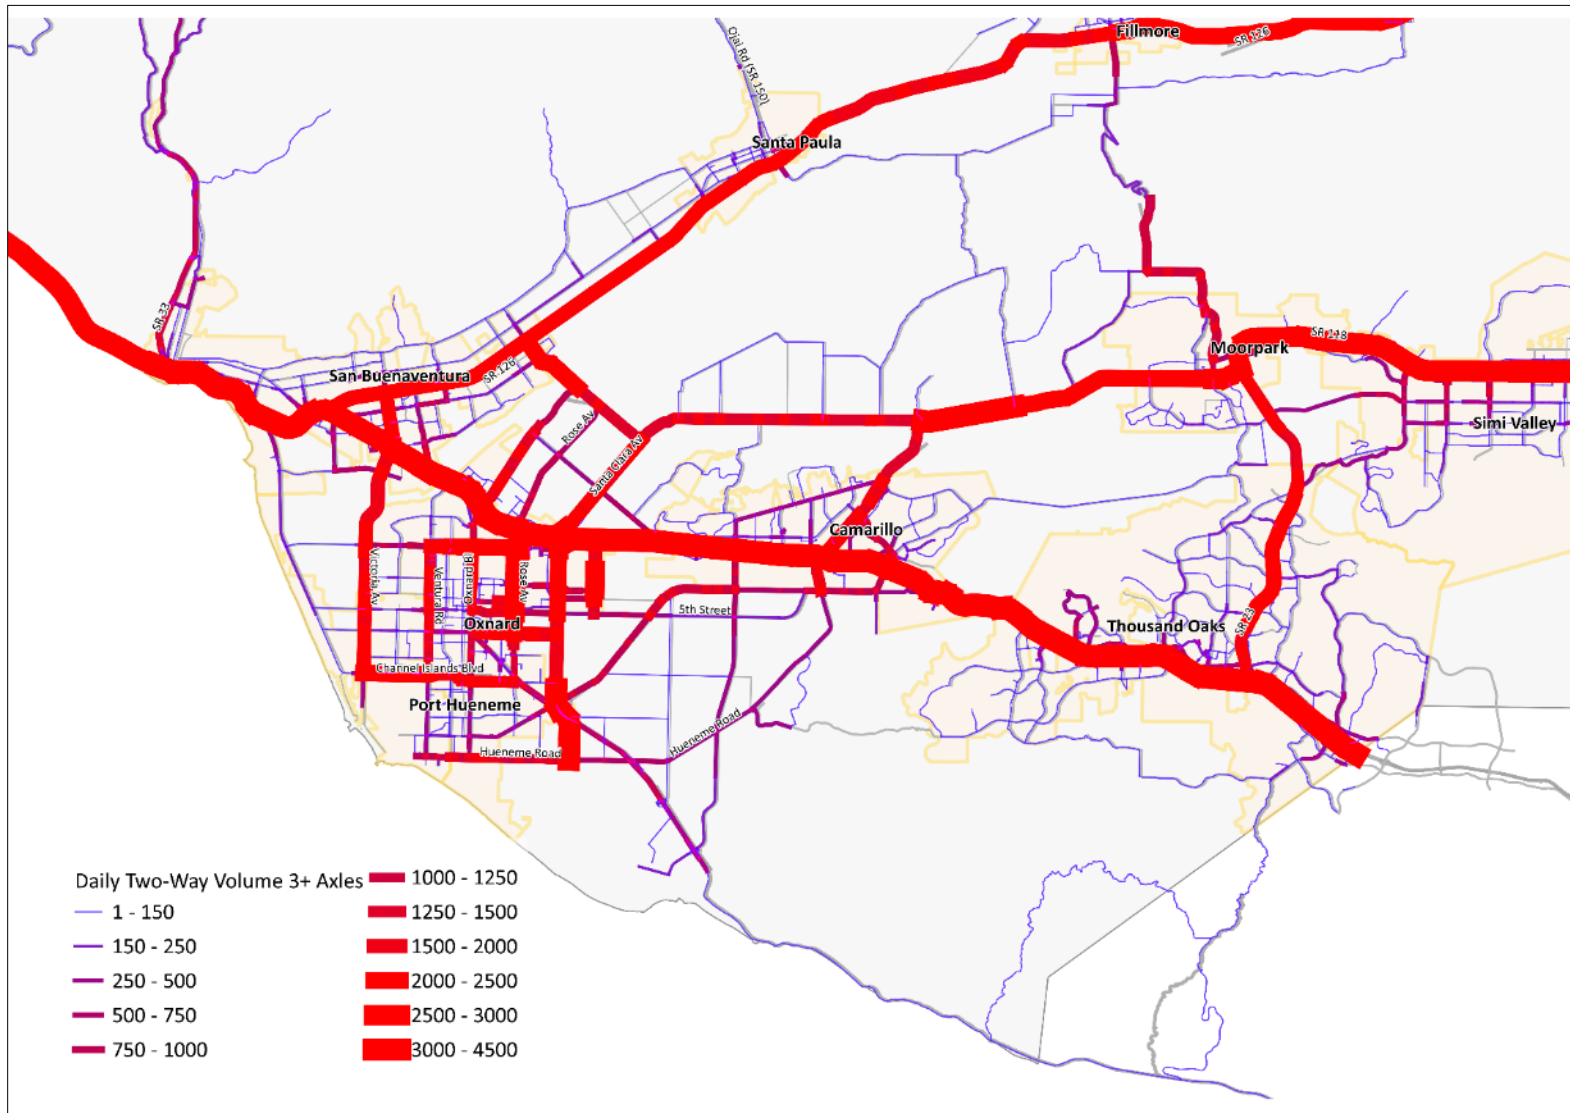 Fillmore
SR 126
Ojai Rd (SR 150)
Santa Paula
SR 33
SR 118
Moorpark
San Buenaventura
SR 126
Simi Valley
Rose Av
Santa Clara Av
Camarillo
Victoria Av
Ventura Rd
Oxnard Bl
Rose Av
5th Street
Oxnard
Thousand Oaks
SR 23
Channel Islands Blvd
Port Hueneme
Hueneme Road
Hueneme Road
Daily Two-Way Volume 3+ Axles
1 - 150
150 - 250
250 - 500
500 - 750
750 - 1000
1000 - 1250
1250 - 1500
1500 - 2000
2000 - 2500
2500 - 3000
3000 - 4500